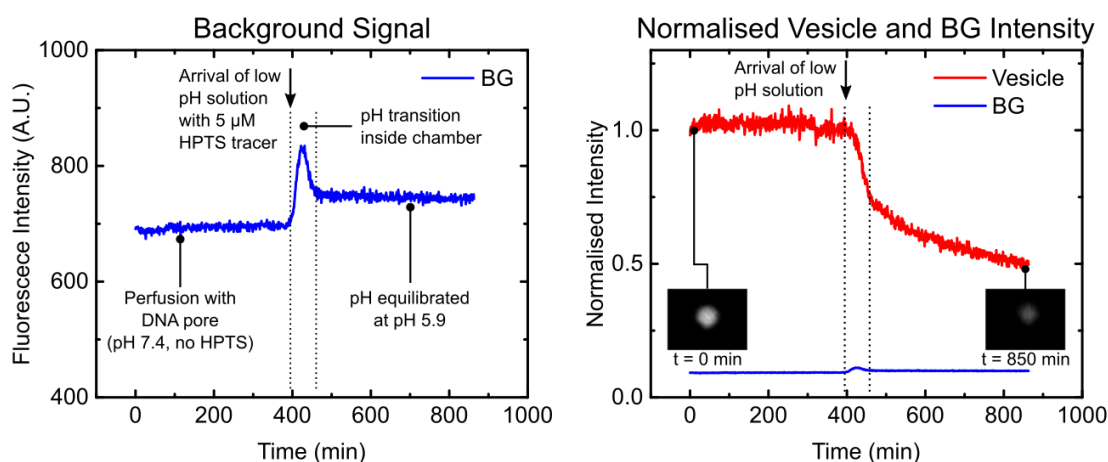 Background Signal
1000
800
600
400
Fluorescece Intensity (A.U.)
Arrival of low
pH solution
with 5 µM
HPTS tracer
BG
pH transition
inside chamber
Perfusion with
DNA pore
(pH 7.4, no HPTS)
pH equilibrated
at pH 5.9
0 200 400 600 800 1000
Time (min)
Normalised Vesicle and BG Intensity
1.0
0.5
0.0
Normalised Intensity
Arrival of low
pH solution
Vesicle
BG
t = 0 min
t = 850 min
0 200 400 600 800 1000
Time (min)